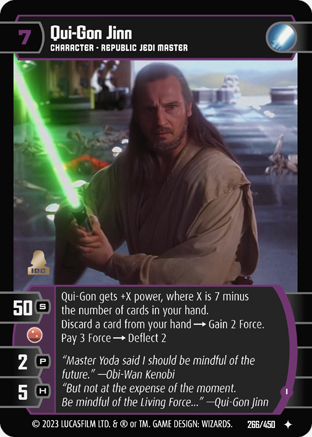 7
Qui-Gon Jinn
CHARACTER • REPUBLIC JEDI MASTER
100
50 S
Qui-Gon gets +X power, where X is 7 minus
the number of cards in your hand.
Discard a card from your hand → Gain 2 Force.
Pay 3 Force → Deflect 2
2 P
“Master Yoda said I should be mindful of the
future.” —Obi-Wan Kenobi
5 H
“But not at the expense of the moment.
Be mindful of the Living Force...” —Qui-Gon Jinn
I
© 2023 LUCASFILM LTD. & ® or TM. GAME DESIGN: WIZARDS.
266/450